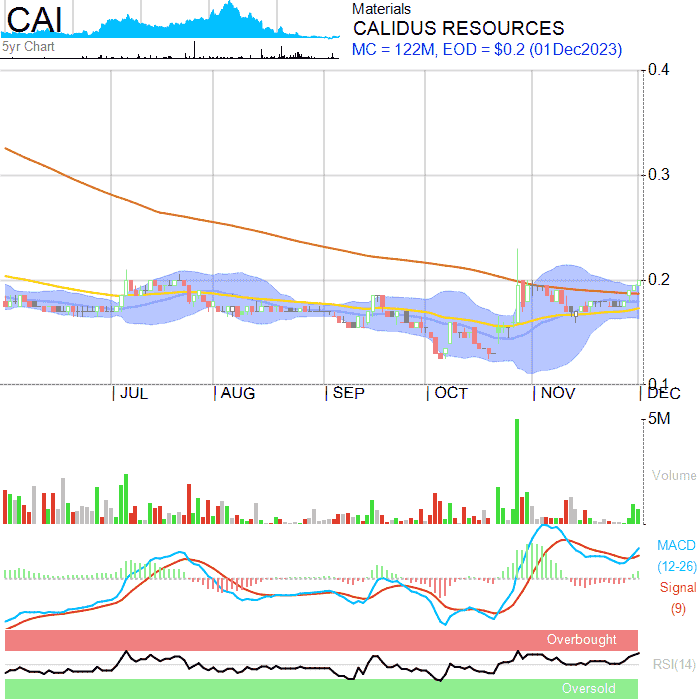 CAI
5yr Chart
Materials
CALIDUS RESOURCES
MC = 122M, EOD = $0.2 (01Dec2023)
0.4
0.3
0.2
0.1
JUL AUG SEP OCT NOV DEC
5M
Volume
MACD
(12-26)
Signal
(9)
Overbought
RSI(14)
Oversold